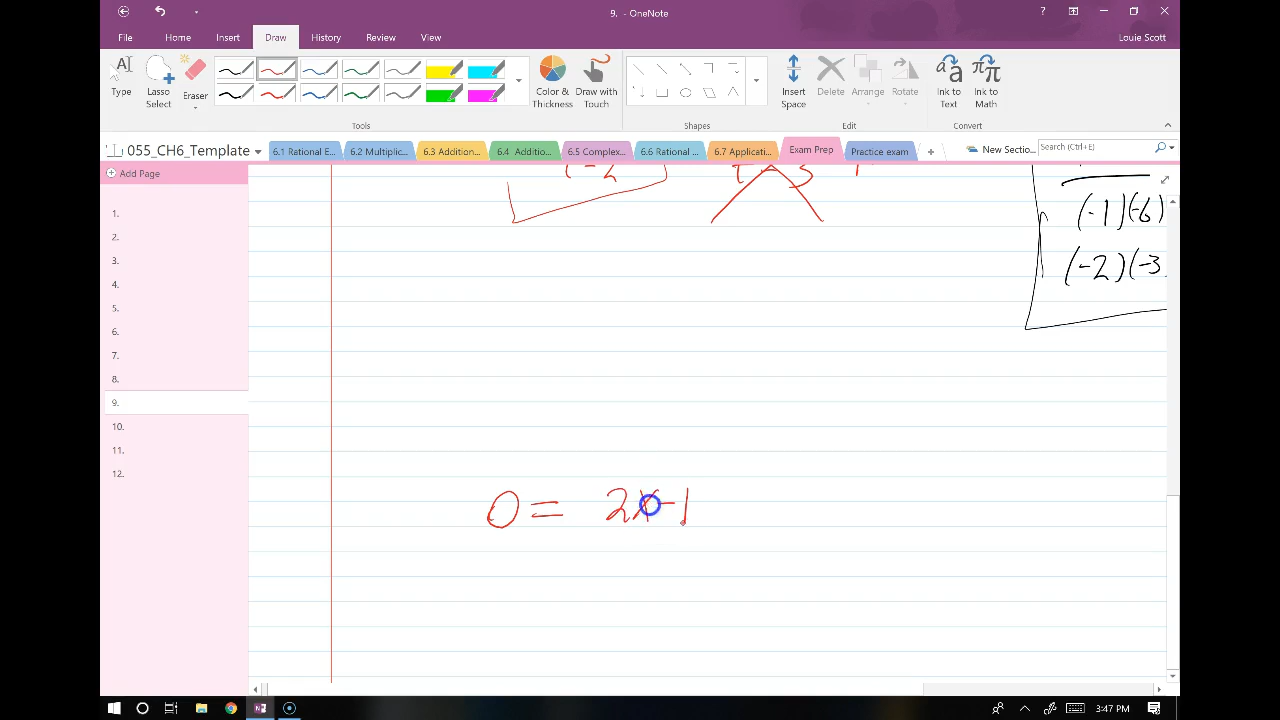 9. - OneNote
?
File Home Insert Draw History Review View
Louie Scott
Type
Lasso Select
Eraser
Color & Thickness
Draw with Touch
Insert Space
Delete
Arrange
Rotate
Ink to Text
Ink to Math
Tools
Shapes
Edit
Convert
055_CH6_Template
6.1 Rational E...
6.2 Multiplic...
6.3 Addition...
6.4 Additio...
6.5 Complex...
6.6 Rational ...
6.7 Applicati...
Exam Prep
Practice exam
+
New Section...
Search (Ctrl+E)
Add Page
1.
2.
3.
4.
5.
6.
7.
8.
9.
10.
11.
12.
(-1)(-6)
(-2)(-3
0 = 2x-1
3:47 PM